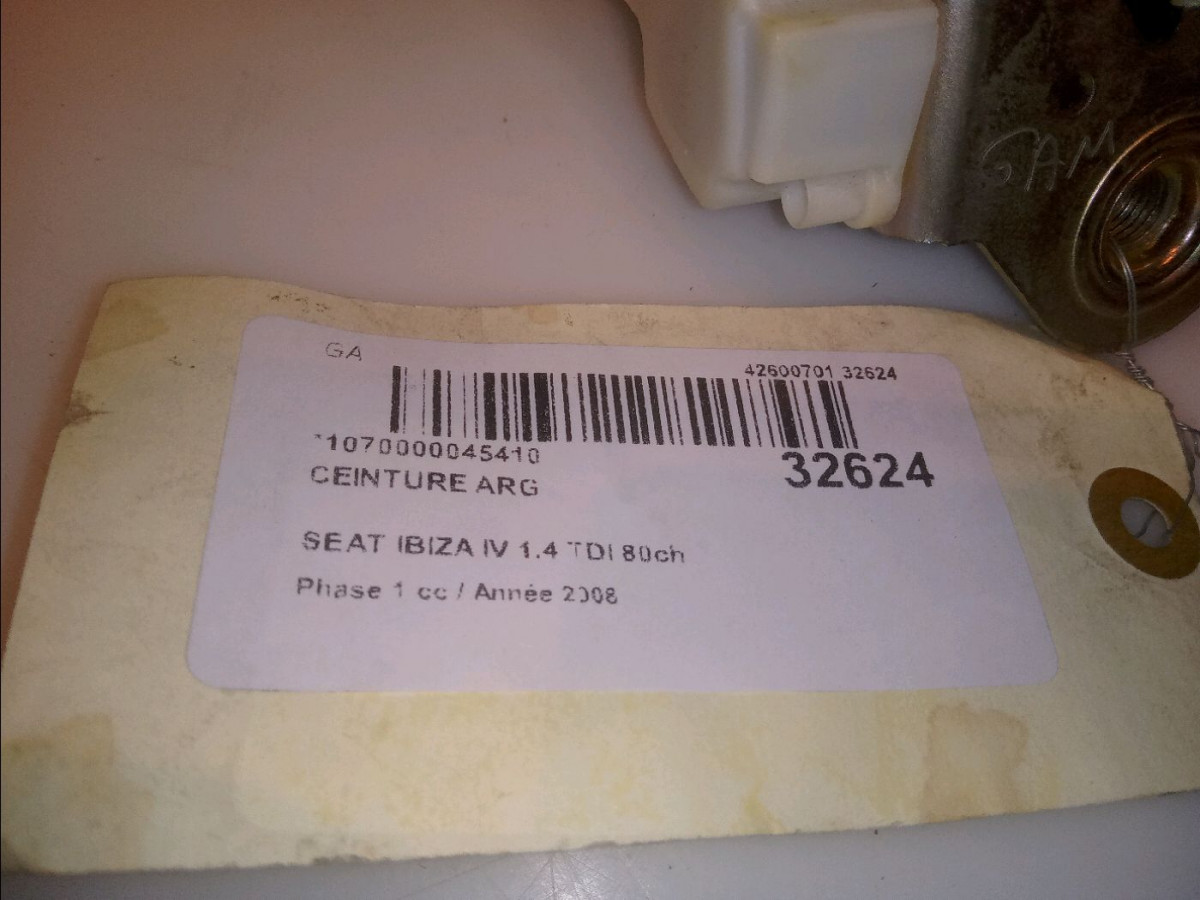 GAM
GA
42600701 32624
*1070000045410
32624
CEINTURE ARG
SEAT IBIZA IV 1.4 TDI 80ch
Phase 1 cc / Année 2008